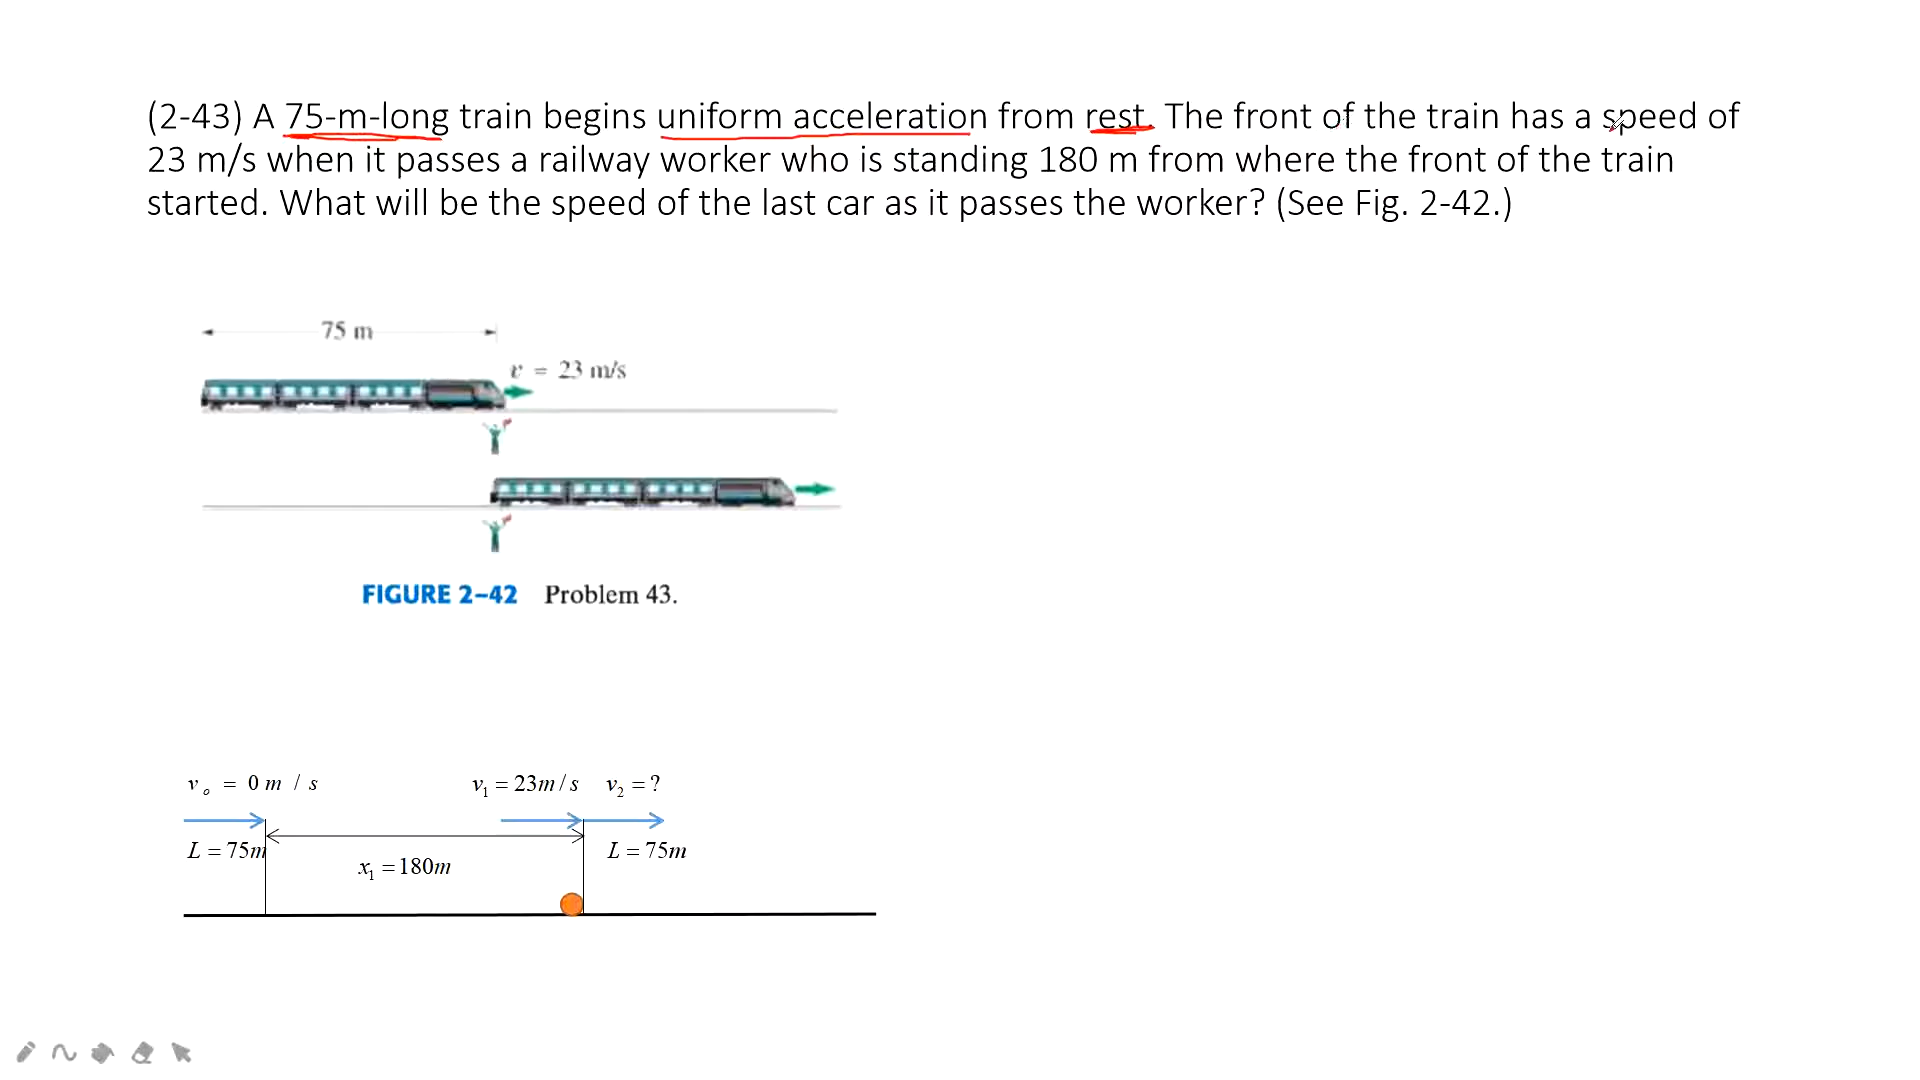 (2-43) A 75-m-long train begins uniform acceleration from rest. The front of the train has a speed of
23 m/s when it passes a railway worker who is standing 180 m from where the front of the train
started. What will be the speed of the last car as it passes the worker? (See Fig. 2-42.)
75 m
v = 23 m/s
FIGURE 2–42 Problem 43.
v₀ = 0 m / s
v₁ = 23m / s
v₂ = ?
L = 75m
x₁ = 180m
L = 75m